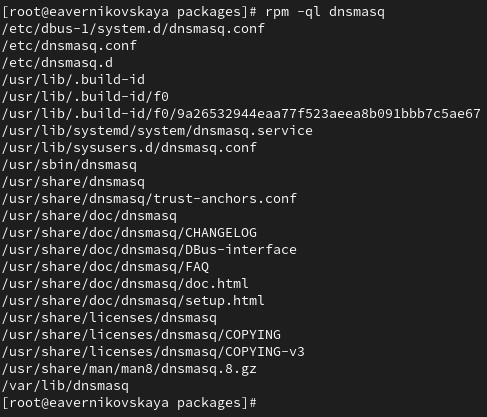 [root@eavernikovskaya packages]# rpm -ql dnsmasq
/etc/dbus-1/system.d/dnsmasq.conf
/etc/dnsmasq.conf
/etc/dnsmasq.d
/usr/lib/.build-id
/usr/lib/.build-id/f0
/usr/lib/.build-id/f0/9a26532944eaa77f523aeea8b091bbb7c5ae67
/usr/lib/systemd/system/dnsmasq.service
/usr/lib/sysusers.d/dnsmasq.conf
/usr/sbin/dnsmasq
/usr/share/dnsmasq
/usr/share/dnsmasq/trust-anchors.conf
/usr/share/doc/dnsmasq
/usr/share/doc/dnsmasq/CHANGELOG
/usr/share/doc/dnsmasq/DBus-interface
/usr/share/doc/dnsmasq/FAQ
/usr/share/doc/dnsmasq/doc.html
/usr/share/doc/dnsmasq/setup.html
/usr/share/licenses/dnsmasq
/usr/share/licenses/dnsmasq/COPYING
/usr/share/licenses/dnsmasq/COPYING-v3
/usr/share/man/man8/dnsmasq.8.gz
/var/lib/dnsmasq
[root@eavernikovskaya packages]#